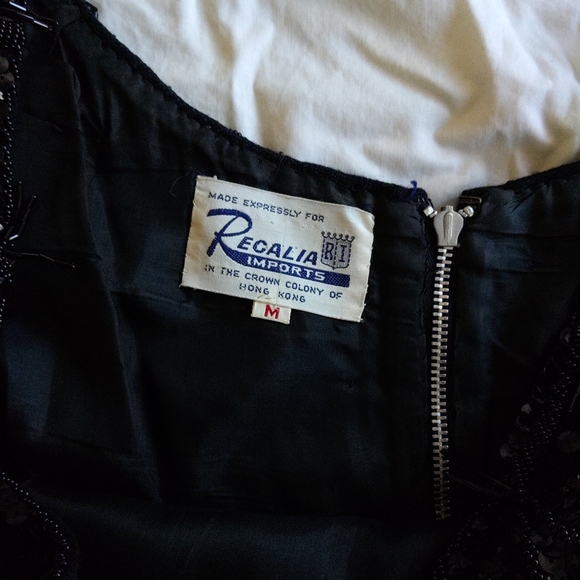 MADE EXPRESSLY FOR
REGALIA
RI
IMPORTS
IN THE CROWN COLONY OF
HONG KONG
M